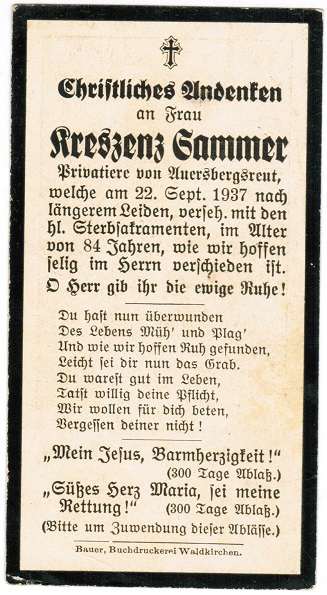 Christliches Andenken
an Frau
Kreszenz Sammer
Privatiere von Auersbergsreut,
welche am 22. Sept. 1937 nach
längerem Leiden, verseh. mit den
hl. Sterbsakramenten, im Alter
von 84 Jahren, wie wir hoffen
selig im Herrn verschieden ist.
O Herr gib ihr die ewige Ruhe!
Du hast nun überwunden
Des Lebens Müh' und Plag'
Und wie wir hoffen Ruh gefunden,
Leicht sei dir nun das Grab.
Du warest gut im Leben,
Tatst willig deine Pflicht,
Wir wollen für dich beten,
Vergessen deiner nicht!
„Mein Jesus, Barmherzigkeit!"
(300 Tage Ablaß.)
„Süßes Herz Maria, sei meine
Rettung!" (300 Tage Ablaß.)
(Bitte um Zuwendung dieser Ablässe.)
Bauer, Buchdruckerei Waldkirchen.